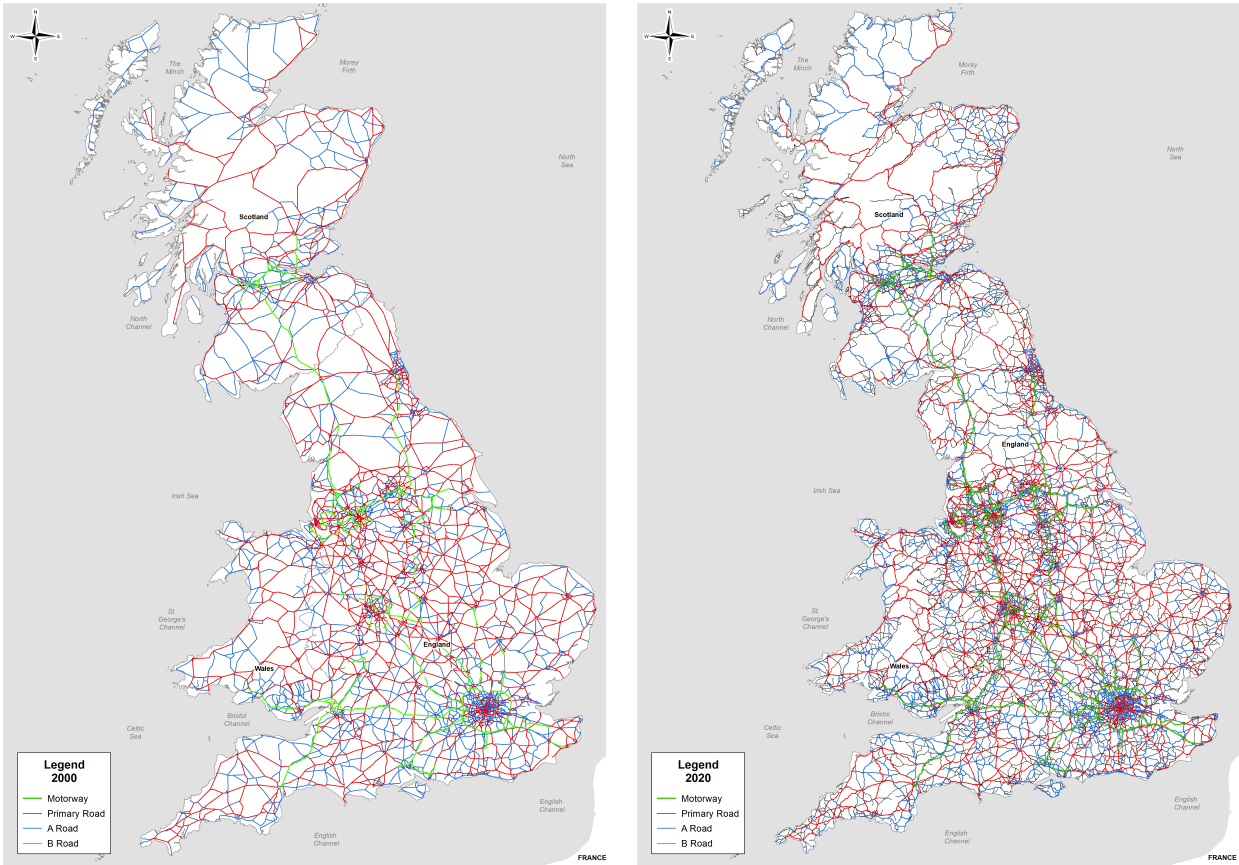 N
W E
S
The
Minch
Moray
Firth
North
Sea
Scotland
North
Channel
Irish Sea
St.
George's
Channel
England
Wales
Bristol
Channel
Celtic
Sea
English
Channel
English
Channel
FRANCE
Legend
2000
Motorway
Primary Road
A Road
B Road
N
W E
S
The
Minch
Moray
Firth
North
Sea
Scotland
North
Channel
England
Irish Sea
St.
George's
Channel
Wales
Bristol
Channel
Celtic
Sea
English
Channel
English
Channel
FRANCE
Legend
2020
Motorway
Primary Road
A Road
B Road